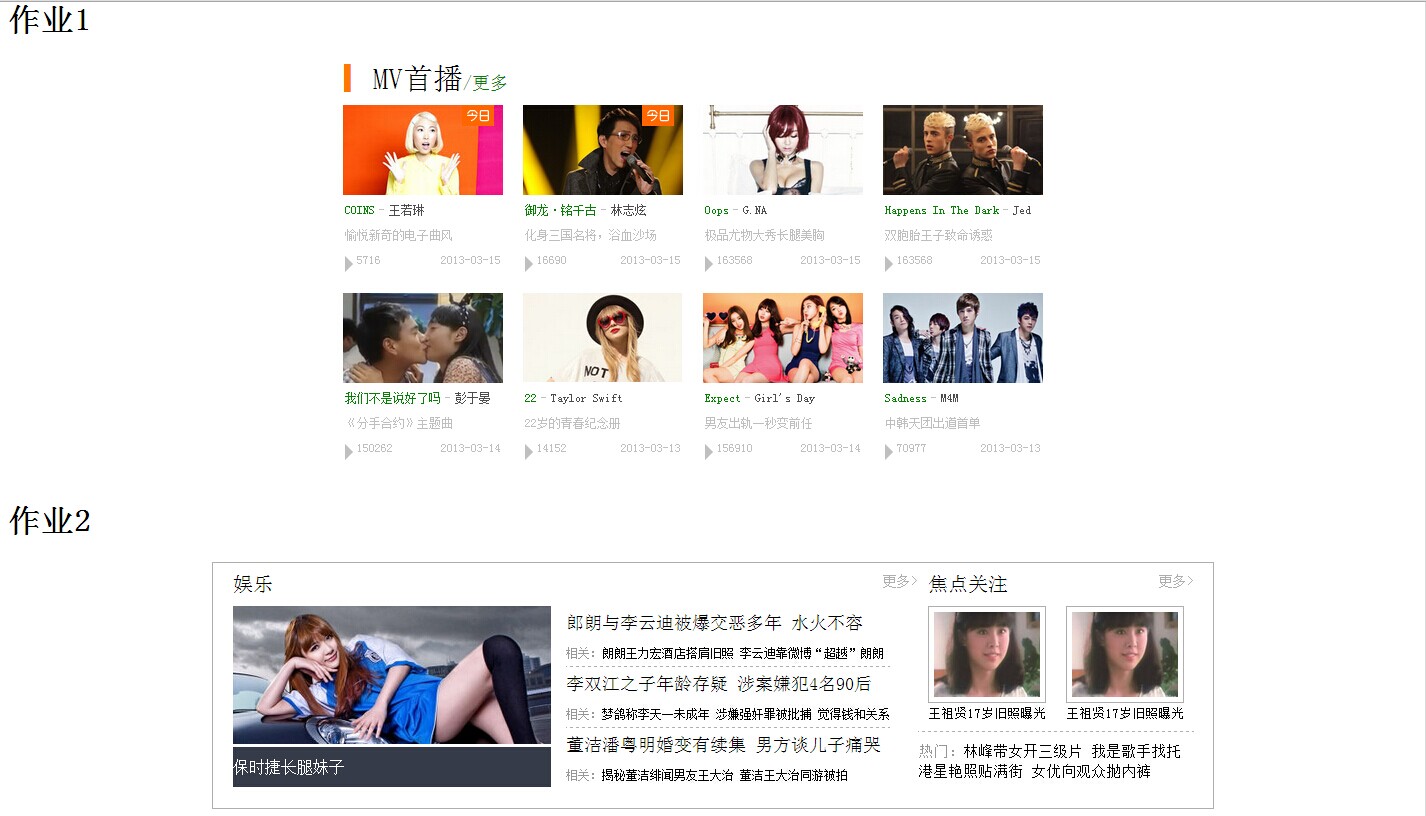 作业1
MV首播/更多
今日
今日
COINS - 王若琳
愉悦新奇的电子曲风
5716 2013-03-15
御龙·铭千古 - 林志炫
化身三国名将，浴血沙场
16690 2013-03-15
Oops - G.NA
极品尤物大秀长腿美胸
163568 2013-03-15
Happens In The Dark - Jed
双胞胎王子致命诱惑
163568 2013-03-15
NOT
我们不是说好了吗 - 彭于晏
《分手合约》主题曲
150262 2013-03-14
22 - Taylor Swift
22岁的青春纪念册
14152 2013-03-13
Expect - Girl's Day
男友出轨一秒变前任
156910 2013-03-14
Sadness - M4M
中韩天团出道首单
70977 2013-03-13
作业2
娱乐 更多>
保时捷长腿妹子
郎朗与李云迪被爆交恶多年 水火不容
相关：朗朗王力宏酒店搭肩旧照 李云迪靠微博“超越”朗朗
李双江之子年龄存疑 涉案嫌犯4名90后
相关：梦鸽称李天一未成年 涉嫌强奸罪被批捕 觉得钱和关系
董洁潘粤明婚变有续集 男方谈儿子痛哭
相关：揭秘董洁绯闻男友王大治 董洁王大治同游被拍
焦点关注 更多>
王祖贤17岁旧照曝光
王祖贤17岁旧照曝光
热门：林峰带女开三级片 我是歌手找托
港星艳照贴满街 女优向观众抛内裤